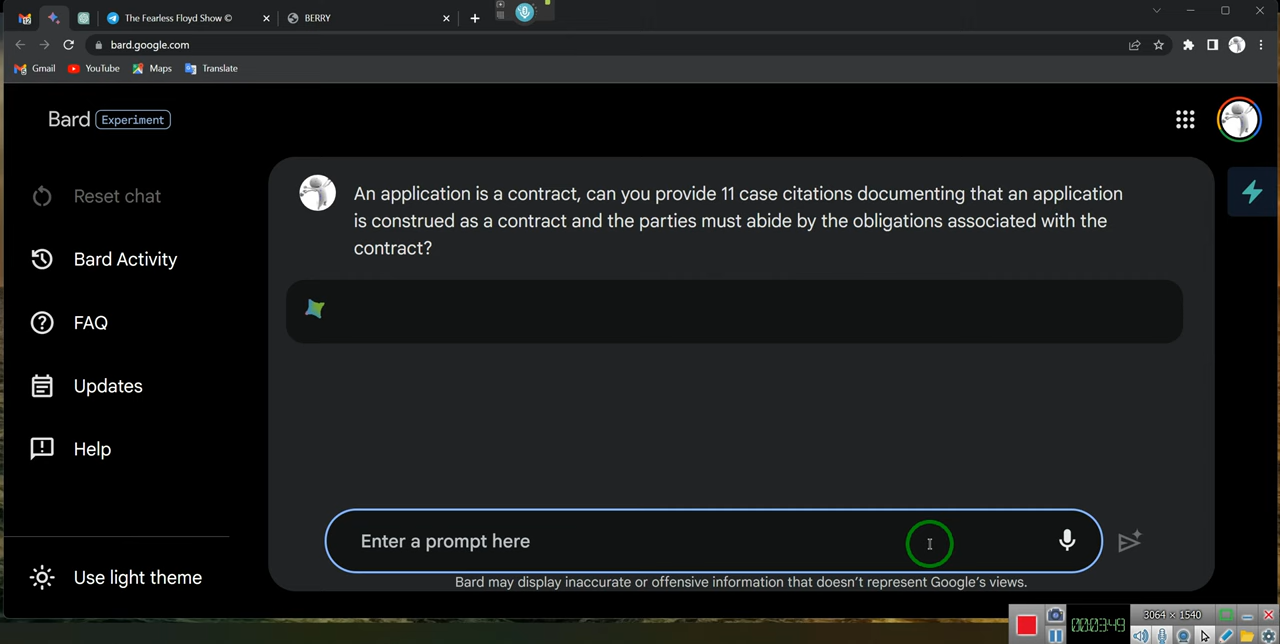 The Fearless Floyd Show ©
BERRY
bard.google.com
Gmail
YouTube
Maps
Translate
Bard
Experiment
Reset chat
Bard Activity
FAQ
Updates
Help
Use light theme
An application is a contract, can you provide 11 case citations documenting that an application
is construed as a contract and the parties must abide by the obligations associated with the
contract?
Enter a prompt here
Bard may display inaccurate or offensive information that doesn't represent Google's views.
3064 × 1540
00:03:49